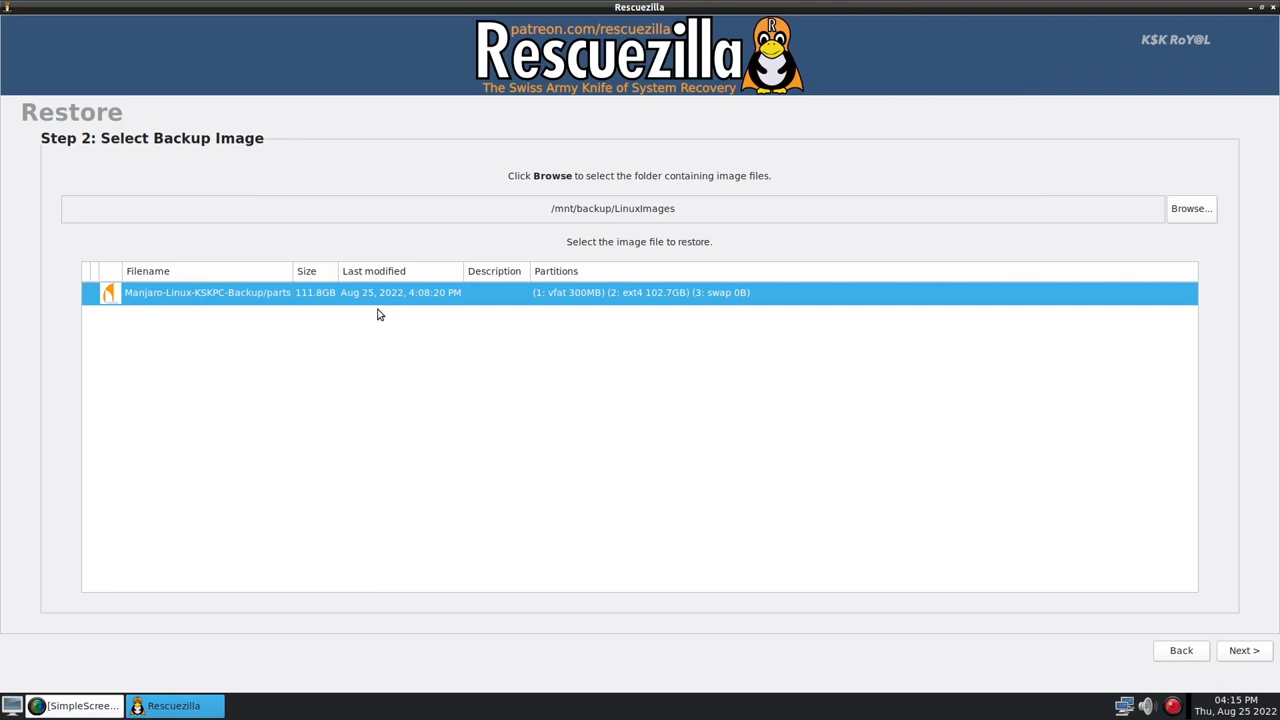 Rescuezilla
patreon.com/rescuezilla
Rescuezilla
R
The Swiss Army Knife of System Recovery
K$K RoY@L
Restore
Step 2: Select Backup Image
Click Browse to select the folder containing image files.
/mnt/backup/LinuxImages
Browse...
Select the image file to restore.
Filename Size Last modified Description Partitions
Manjaro-Linux-KSKPC-Backup/parts 111.8GB Aug 25, 2022, 4:08:20 PM (1: vfat 300MB) (2: ext4 102.7GB) (3: swap 0B)
Back Next >
[SimpleScree... Rescuezilla
04:15 PM
Thu, Aug 25 2022